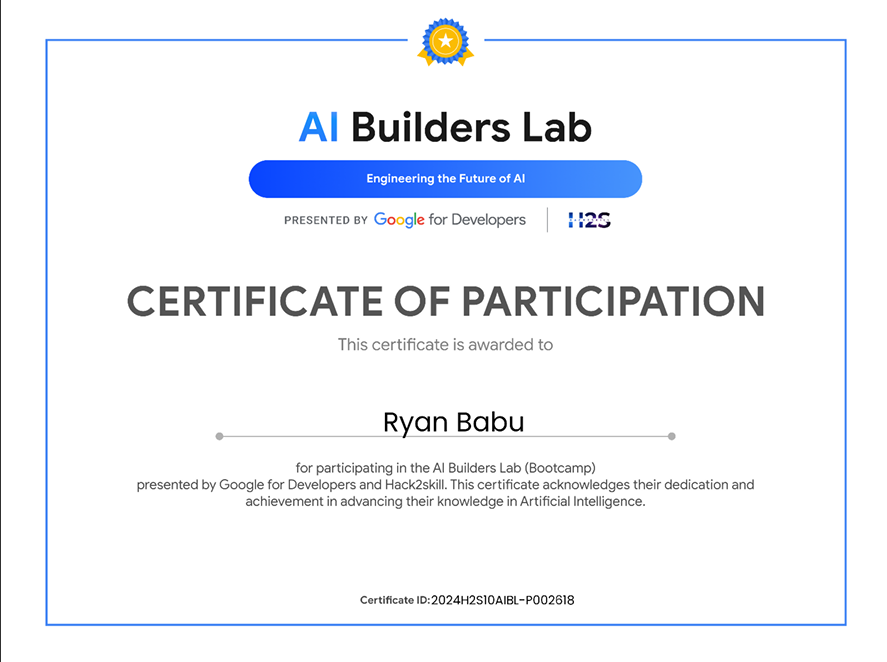 AI Builders Lab
Engineering the Future of AI
PRESENTED BY Google for Developers H2S
CERTIFICATE OF PARTICIPATION
This certificate is awarded to
Ryan Babu
for participating in the AI Builders Lab (Bootcamp)
presented by Google for Developers and Hack2skill. This certificate acknowledges their dedication and
achievement in advancing their knowledge in Artificial Intelligence.
Certificate ID:2024H2S10AIBL-P002618